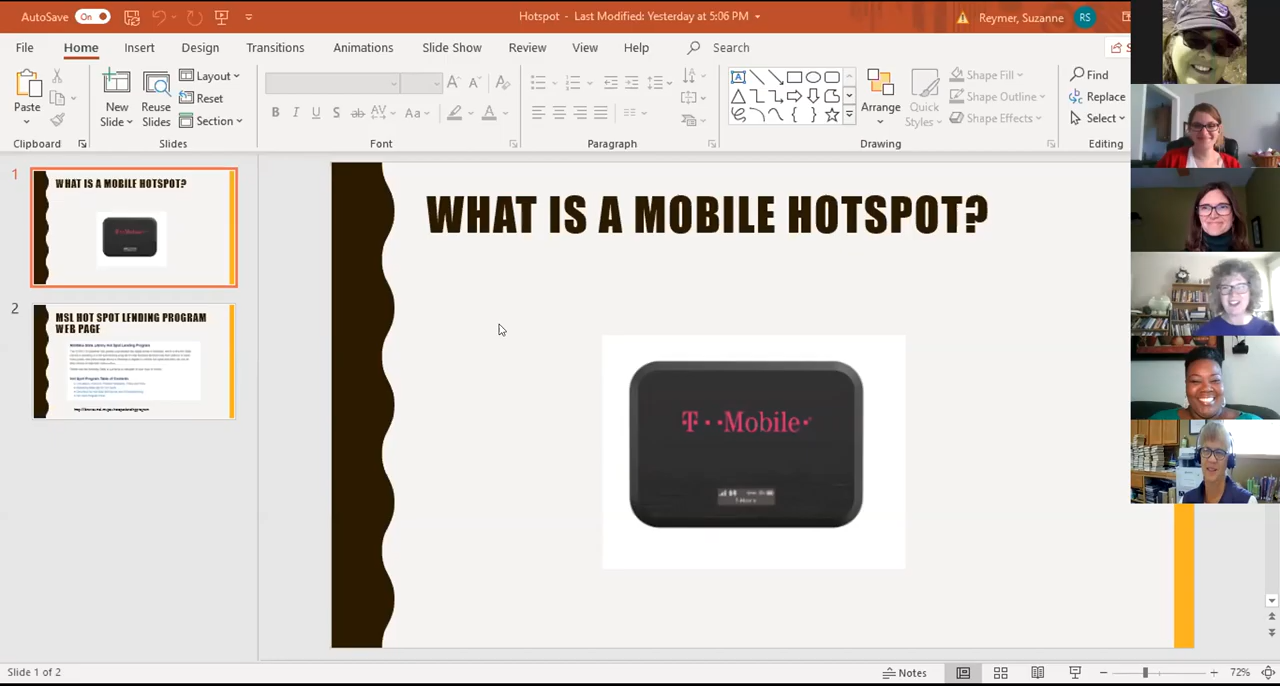 AutoSave On
Hotspot - Last Modified: Yesterday at 5:06 PM
Reymer, Suzanne RS
File Home Insert Design Transitions Animations Slide Show Review View Help Search
Paste
New Slide
Reuse Slides
Layout
Reset
Section
B I U S ab AV Aa A
Shape Fill
Shape Outline
Shape Effects
Arrange
Quick Styles
Find
Replace
Select
Clipboard Slides Font Paragraph Drawing Editing
1
WHAT IS A MOBILE HOTSPOT?
2
MSL HOT SPOT LENDING PROGRAM
WEB PAGE
WHAT IS A MOBILE HOTSPOT?
T··Mobile·
Slide 1 of 2
Notes
72%